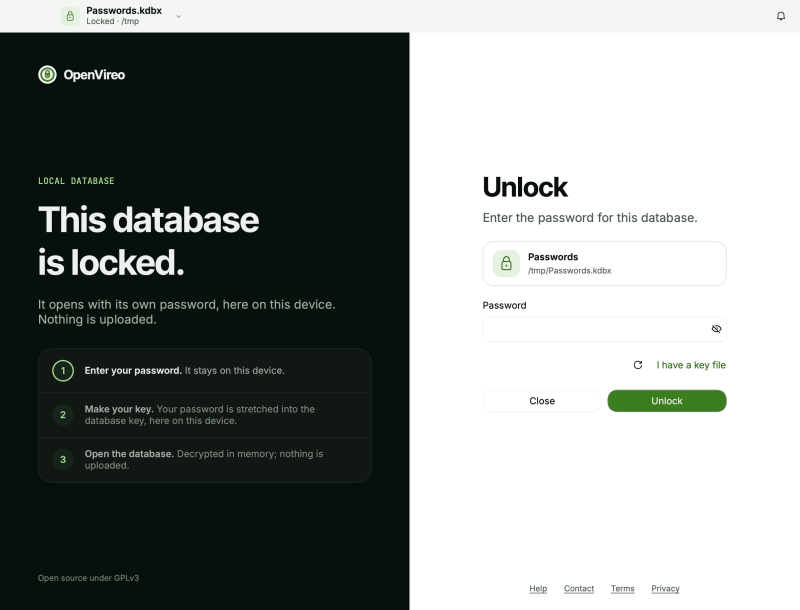 Passwords.kdbx
Locked · /tmp
OpenVireo
LOCAL DATABASE
This database
is locked.
It opens with its own password, here on this device.
Nothing is uploaded.
1 Enter your password. It stays on this device.
2 Make your key. Your password is stretched into the
database key, here on this device.
3 Open the database. Decrypted in memory; nothing is
uploaded.
Open source under GPLv3
Unlock
Enter the password for this database.
Passwords
/tmp/Passwords.kdbx
Password
I have a key file
Close Unlock
Help Contact Terms Privacy